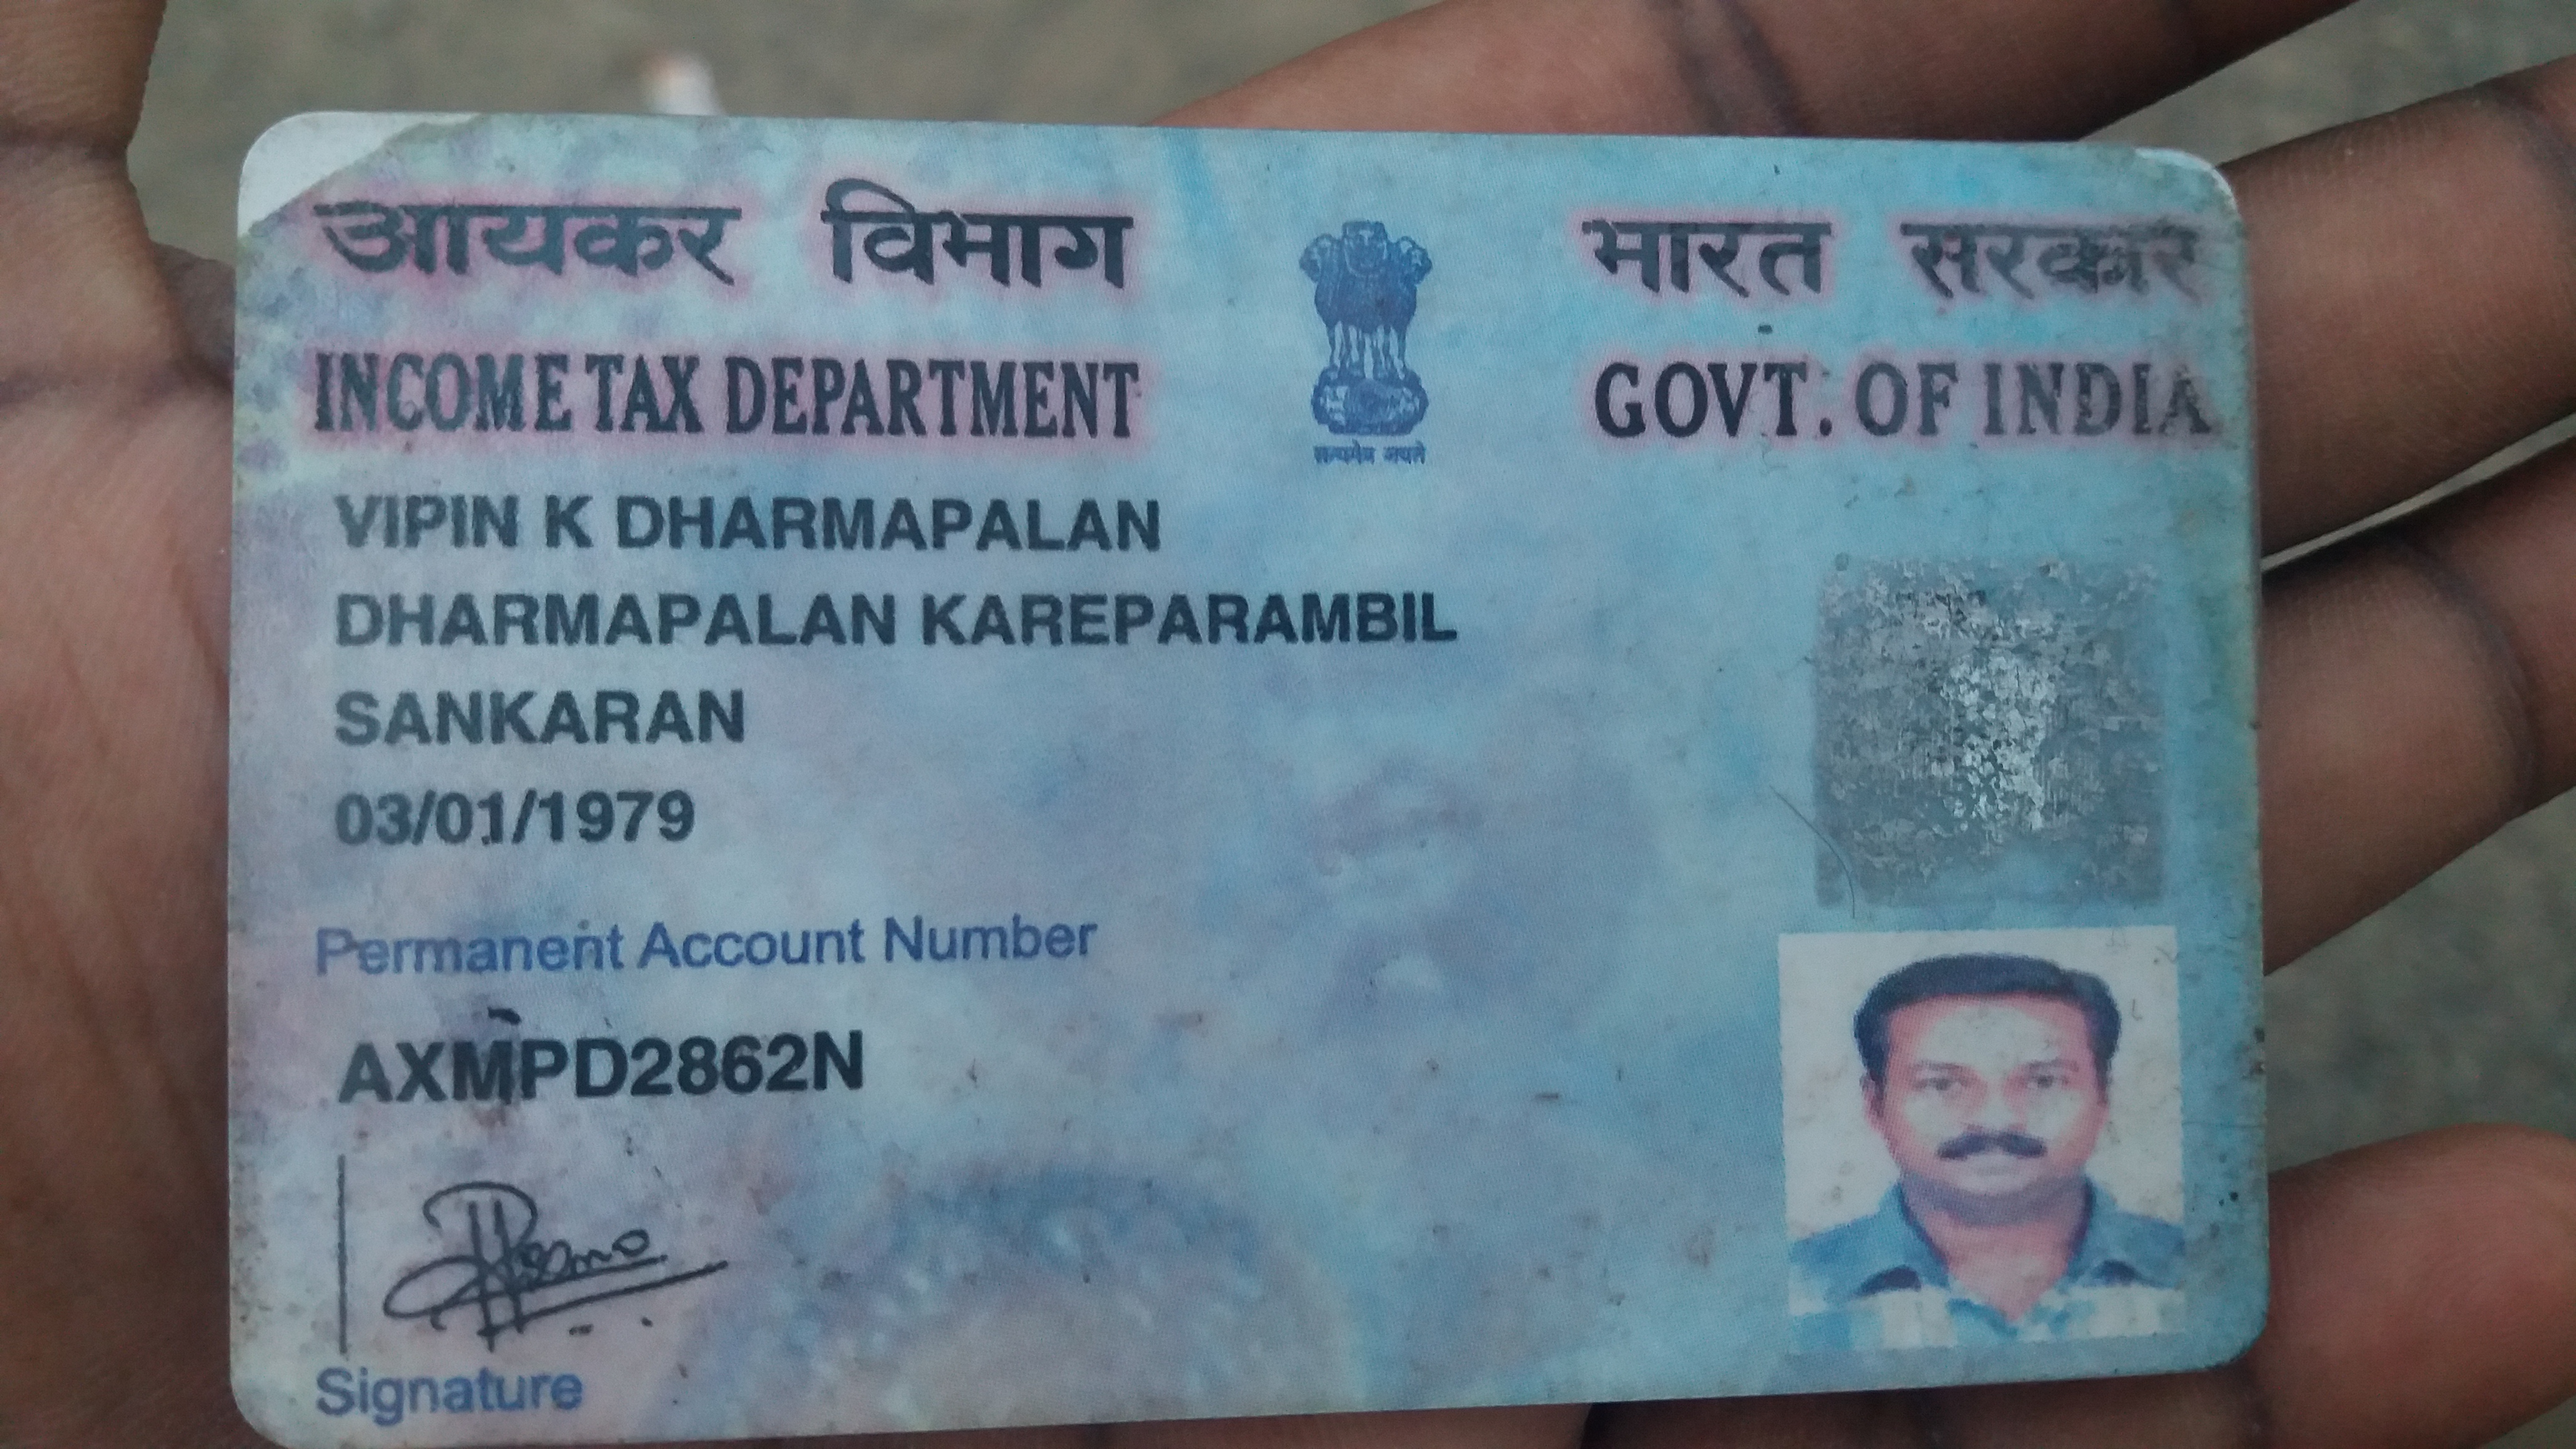 आयकर विभाग
INCOME TAX DEPARTMENT
भारत सरकार
GOVT. OF INDIA
सत्यमेव जयते
VIPIN K DHARMAPALAN
DHARMAPALAN KAREPARAMBIL
SANKARAN
03/01/1979
Permanent Account Number
AXMPD2862N
Signature